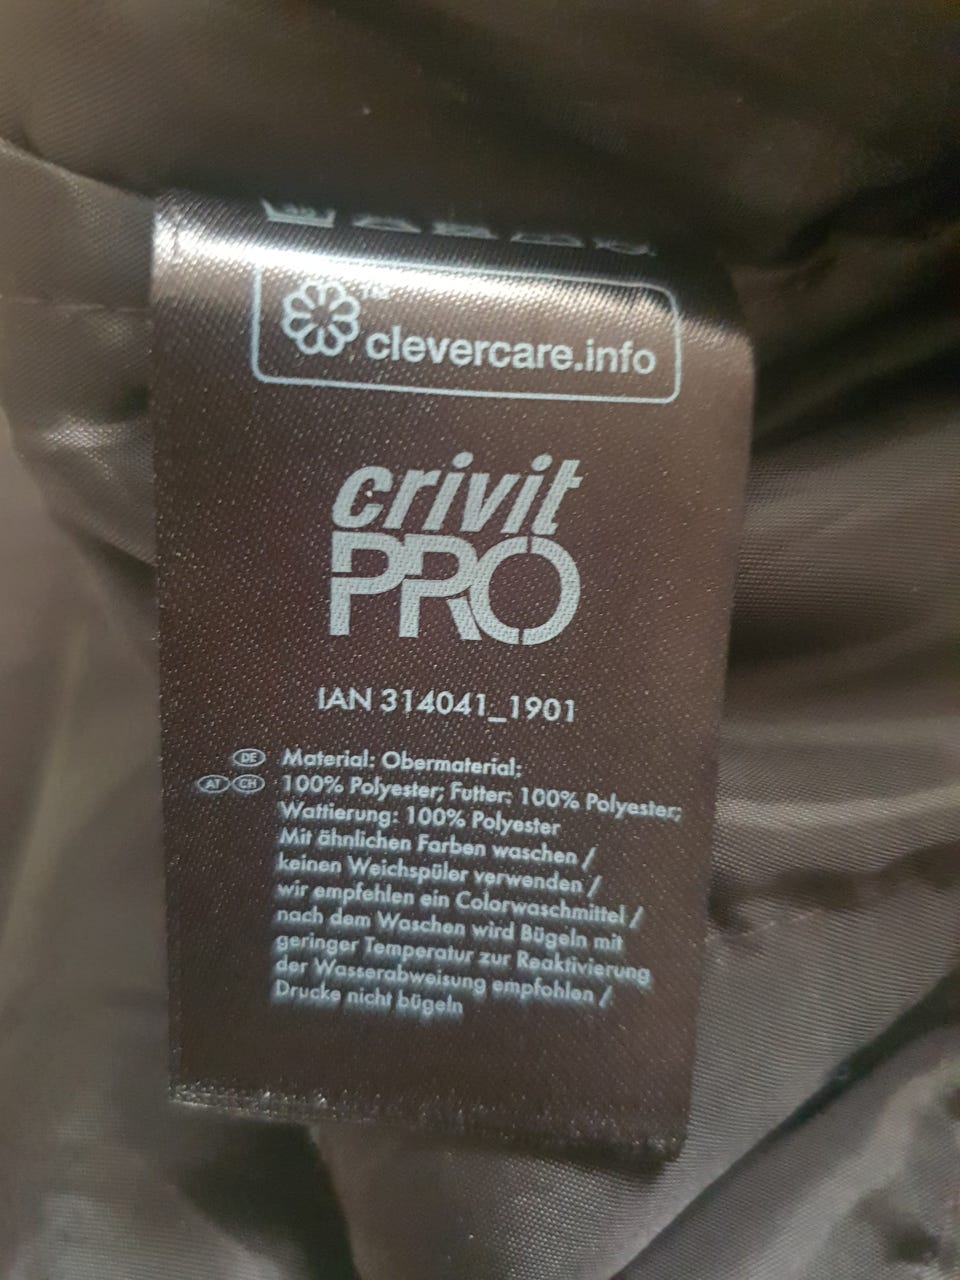 ™
clevercare.info
crivit
PRO
IAN 314041_1901
DE Material: Obermaterial:
AT CH 100% Polyester; Futter: 100% Polyester;
Wattierung: 100% Polyester
Mit ähnlichen Farben waschen /
keinen Weichspüler verwenden /
wir empfehlen ein Colorwaschmittel /
nach dem Waschen wird Bügeln mit
geringer Temperatur zur Reaktivierung
der Wasserabweisung empfohlen /
Drucke nicht bügeln